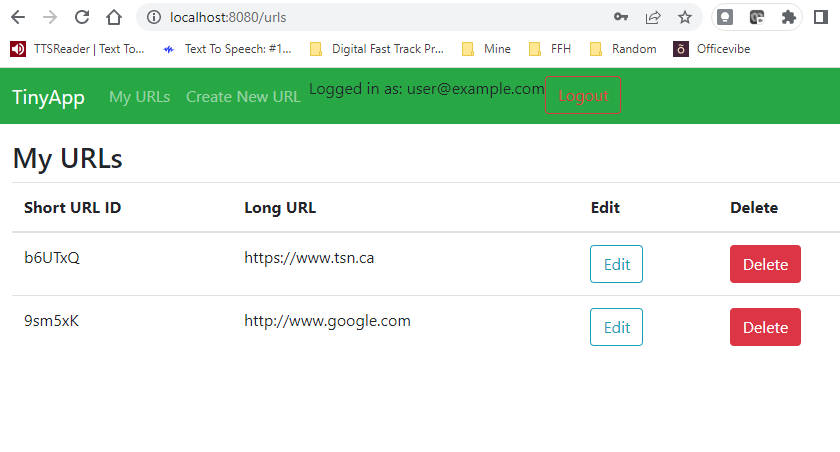 localhost:8080/urls
TTSReader | Text To... Text To Speech: #1... Digital Fast Track Pr... Mine FFH Random Officevibe
TinyApp My URLs Create New URL Logged in as: user@example.com Logout
My URLs
Short URL ID Long URL Edit Delete
b6UTxQ https://www.tsn.ca Edit Delete
9sm5xK http://www.google.com Edit Delete